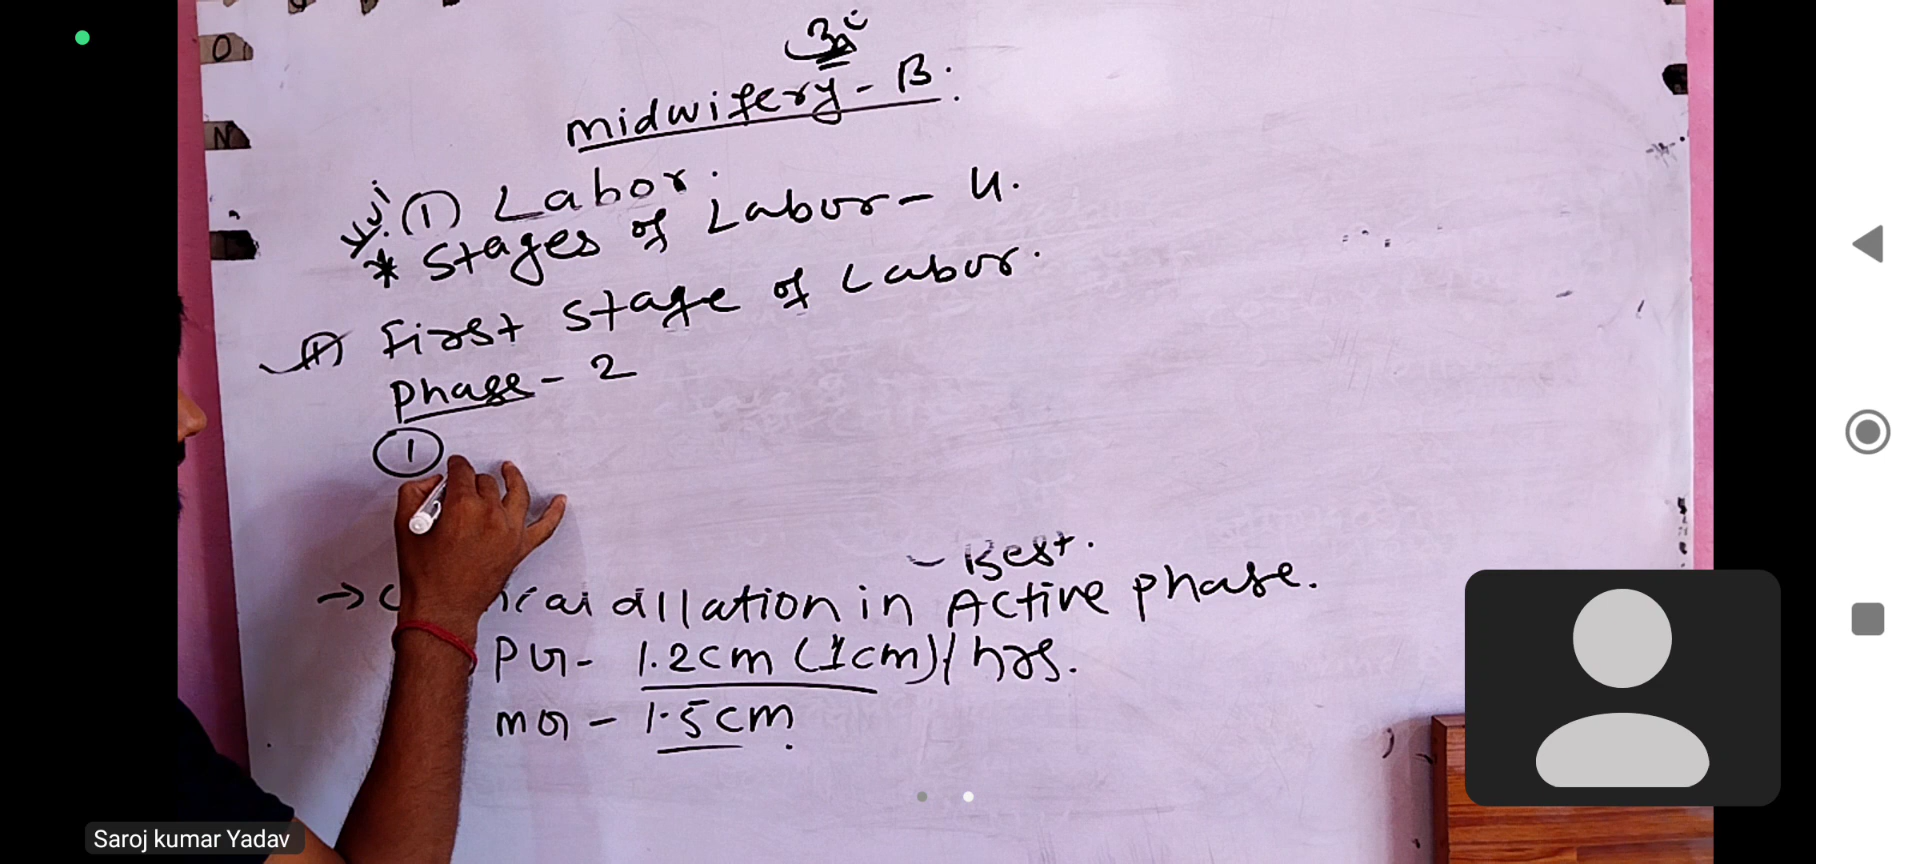 midwifery - B.
① Labor.
* Stages of Labor - 4.
First Stage of Labor.
Phase - 2
①
- Best.
→ dilation in Active phase.
PG - 1.2cm (1cm)/hrs.
mG - 1.5cm.
Saroj kumar Yadav